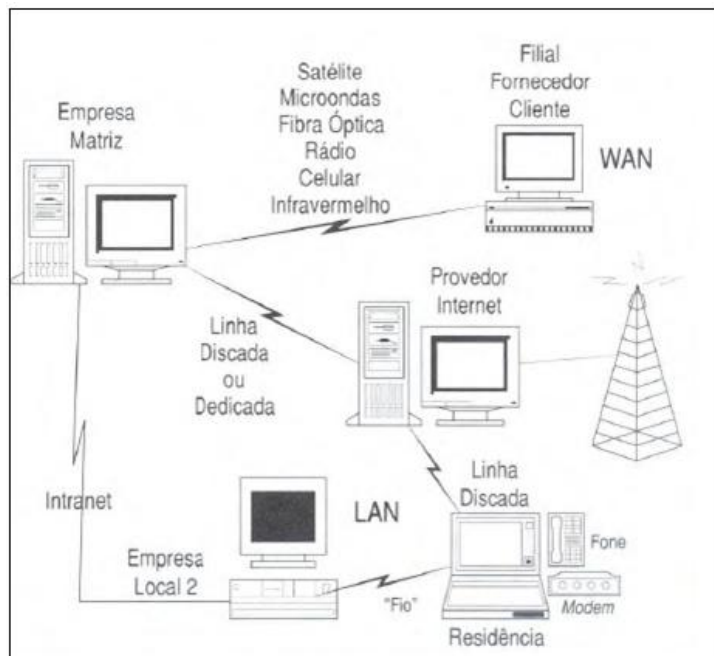 Empresa
Matriz
Satélite
Microondas
Fibra Óptica
Rádio
Celular
Infravermelho
Filial
Fornecedor
Cliente
WAN
Provedor
Internet
Linha
Discada
ou
Dedicada
Intranet
LAN
Linha
Discada
Fone
Modem
Empresa
Local 2
"Fio"
Residência